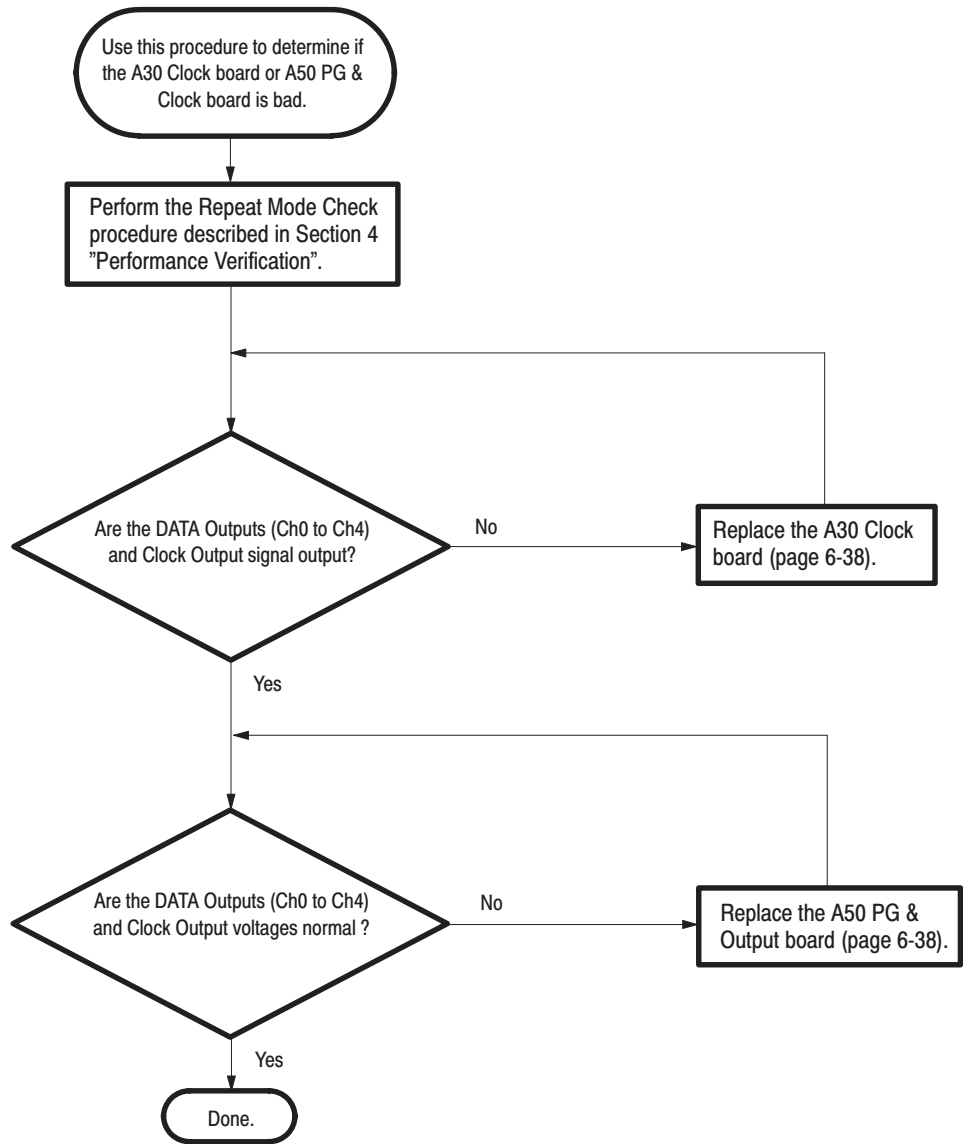 Use this procedure to determine if
the A30 Clock board or A50 PG &
Clock board is bad.
Perform the Repeat Mode Check
procedure described in Section 4
”Performance Verification”.
Are the DATA Outputs (Ch0 to Ch4)
and Clock Output signal output?
No
Replace the A30 Clock
board (page 6-38).
Yes
Are the DATA Outputs (Ch0 to Ch4)
and Clock Output voltages normal ?
No
Replace the A50 PG &
Output board (page 6-38).
Yes
Done.